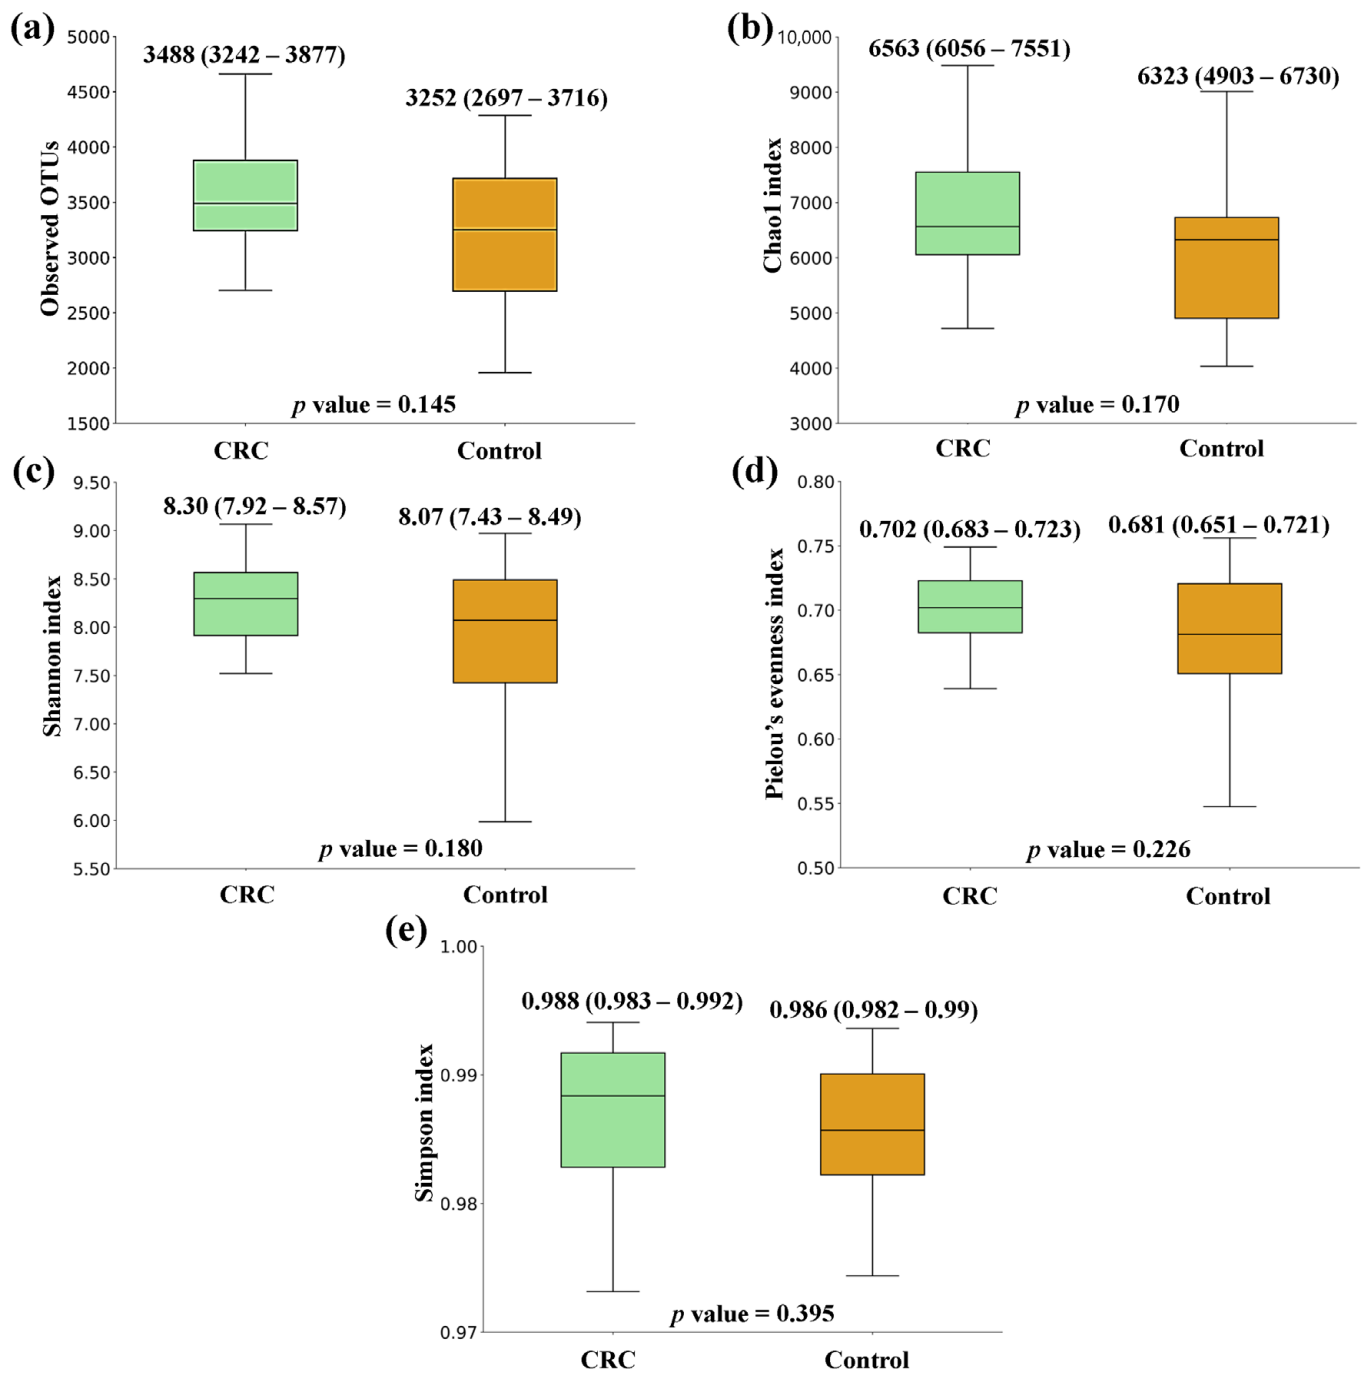 (a)
5000
4500
4000
3500
3000
2500
2000
1500
Observed OTUs
3488 (3242 – 3877)
3252 (2697 – 3716)
p value = 0.145
CRC
Control
(b)
10,000
9000
8000
7000
6000
5000
4000
3000
Chao1 index
6563 (6056 – 7551)
6323 (4903 – 6730)
p value = 0.170
CRC
Control
(c)
9.50
9.00
8.50
8.00
7.50
7.00
6.50
6.00
5.50
Shannon index
8.30 (7.92 – 8.57)
8.07 (7.43 – 8.49)
p value = 0.180
CRC
Control
(d)
0.80
0.75
0.70
0.65
0.60
0.55
0.50
Pielou’s evenness index
0.702 (0.683 – 0.723)
0.681 (0.651 – 0.721)
p value = 0.226
CRC
Control
(e)
1.00
0.99
0.98
0.97
Simpson index
0.988 (0.983 – 0.992)
0.986 (0.982 – 0.99)
p value = 0.395
CRC
Control